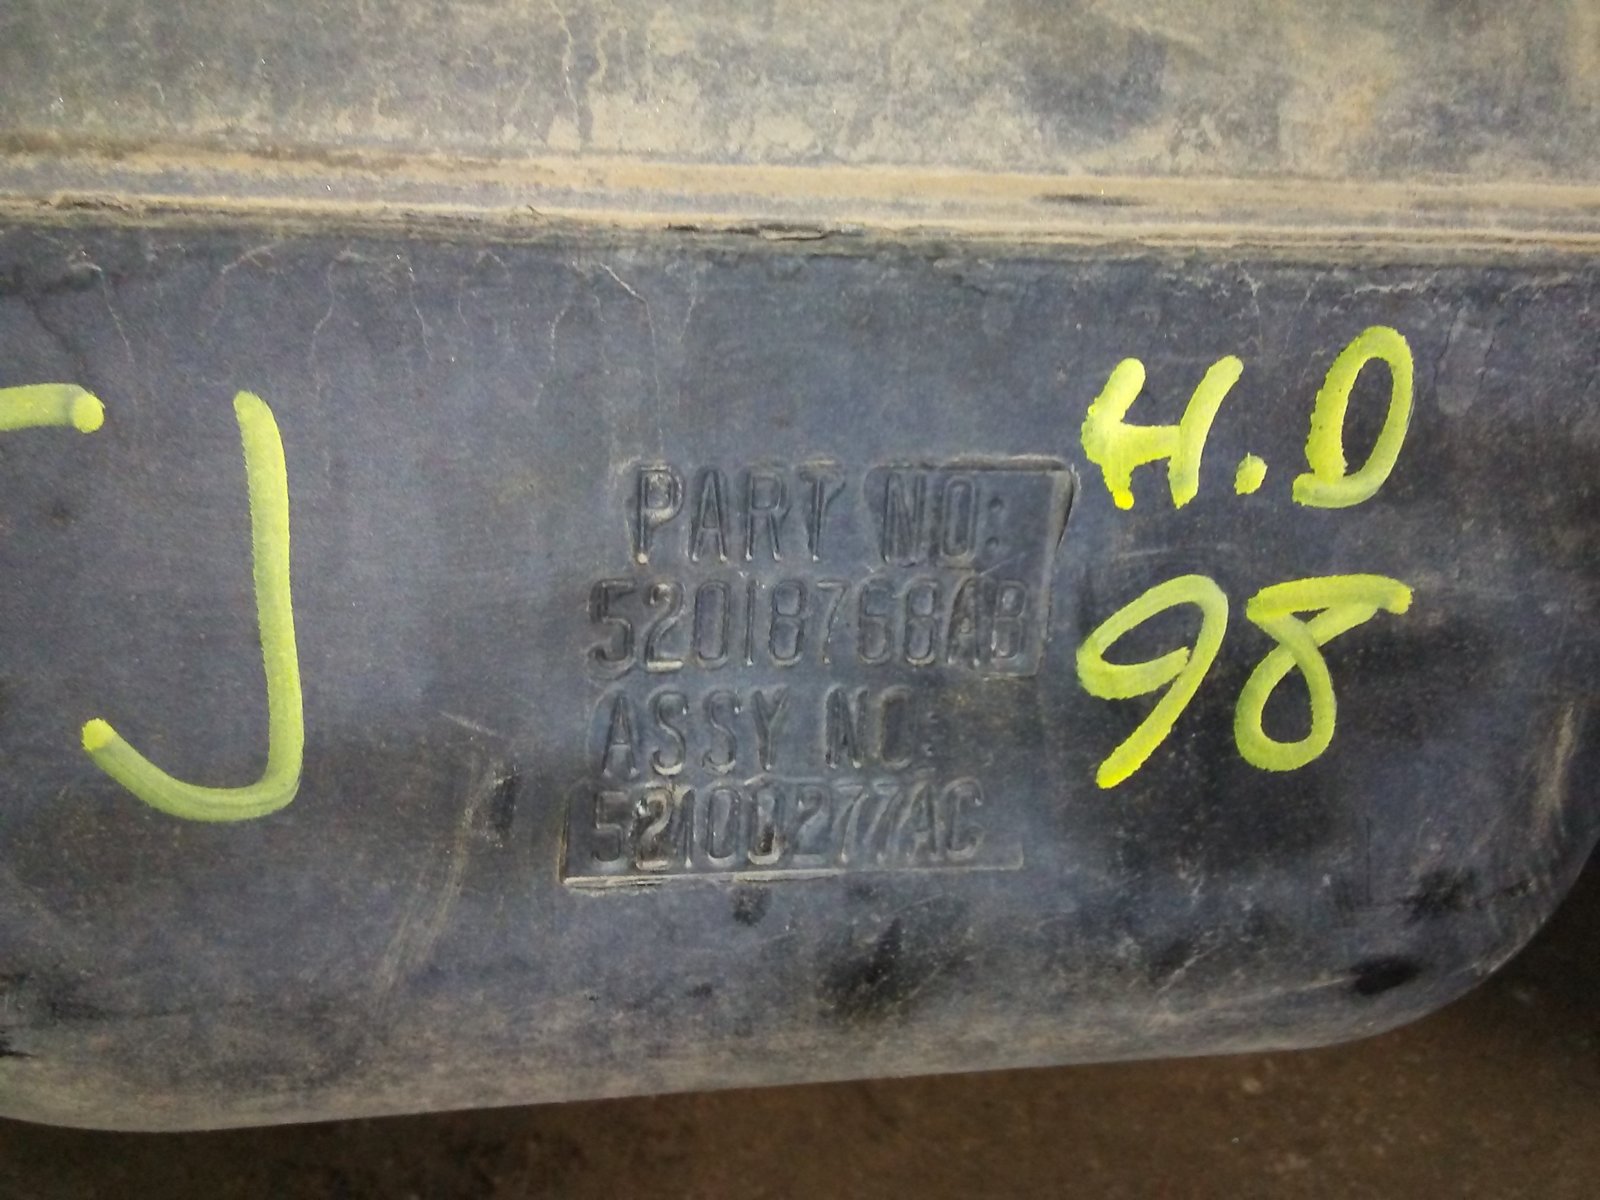 J
H.D
98
PART NO:
52018768AB
ASSY NO:
52100277AC